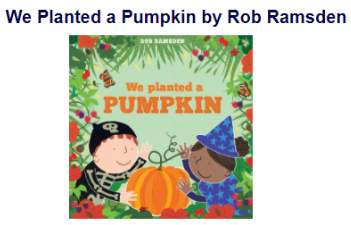 We Planted a Pumpkin by Rob Ramsden
ROB RAMSDEN
We planted a
PUMPKIN